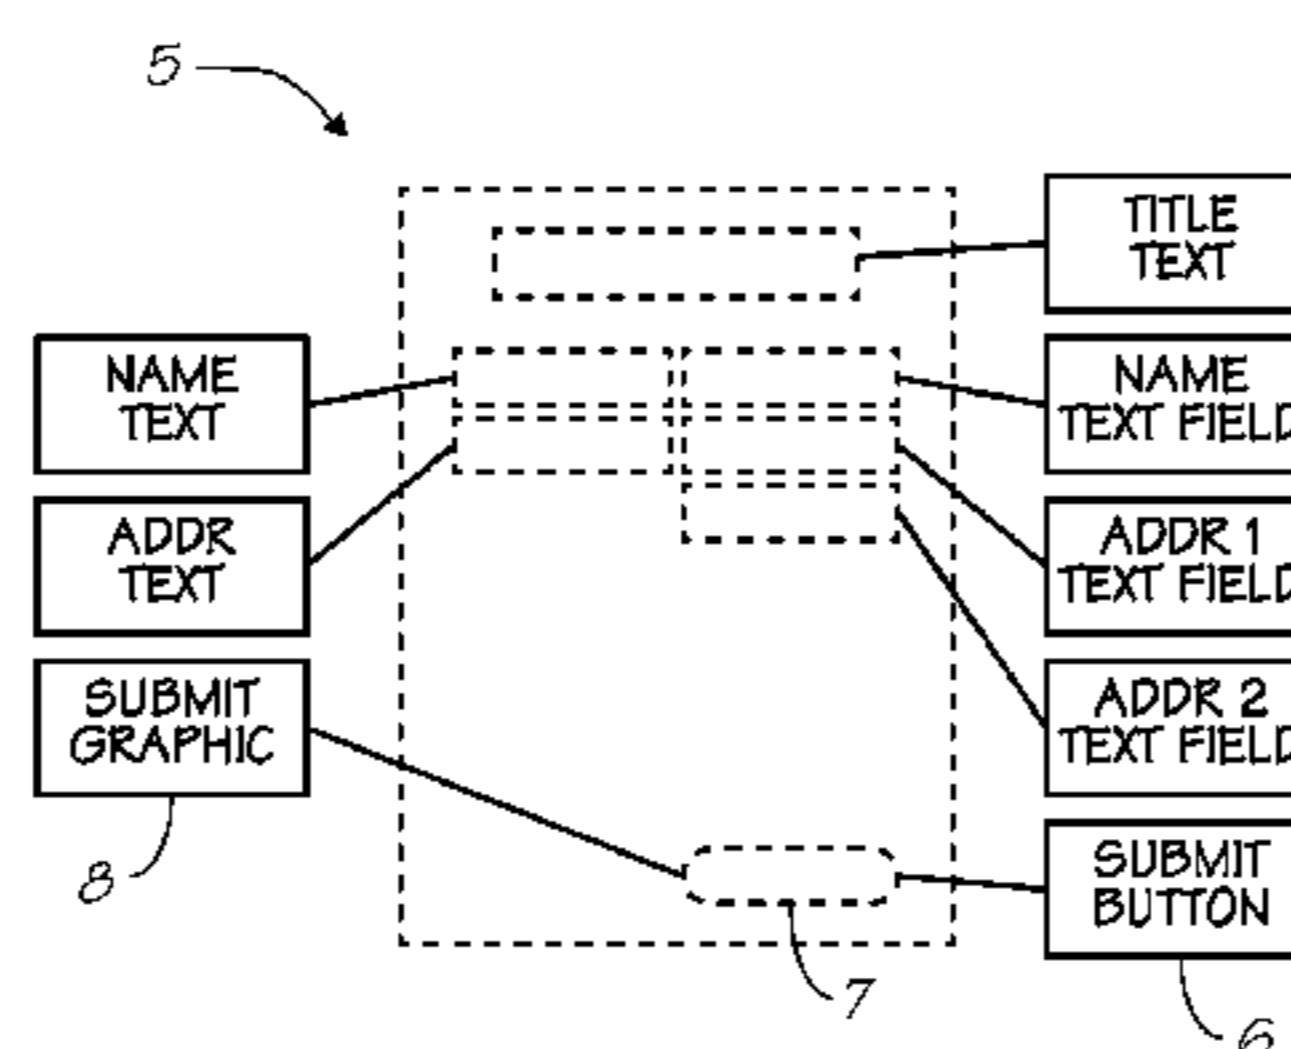 5
TITLE
TEXT
NAME
TEXT
NAME
TEXT FIELD
ADDR
TEXT
ADDR 1
TEXT FIELD
SUBMIT
GRAPHIC
ADDR 2
TEXT FIELD
8
SUBMIT
BUTTON
7
6